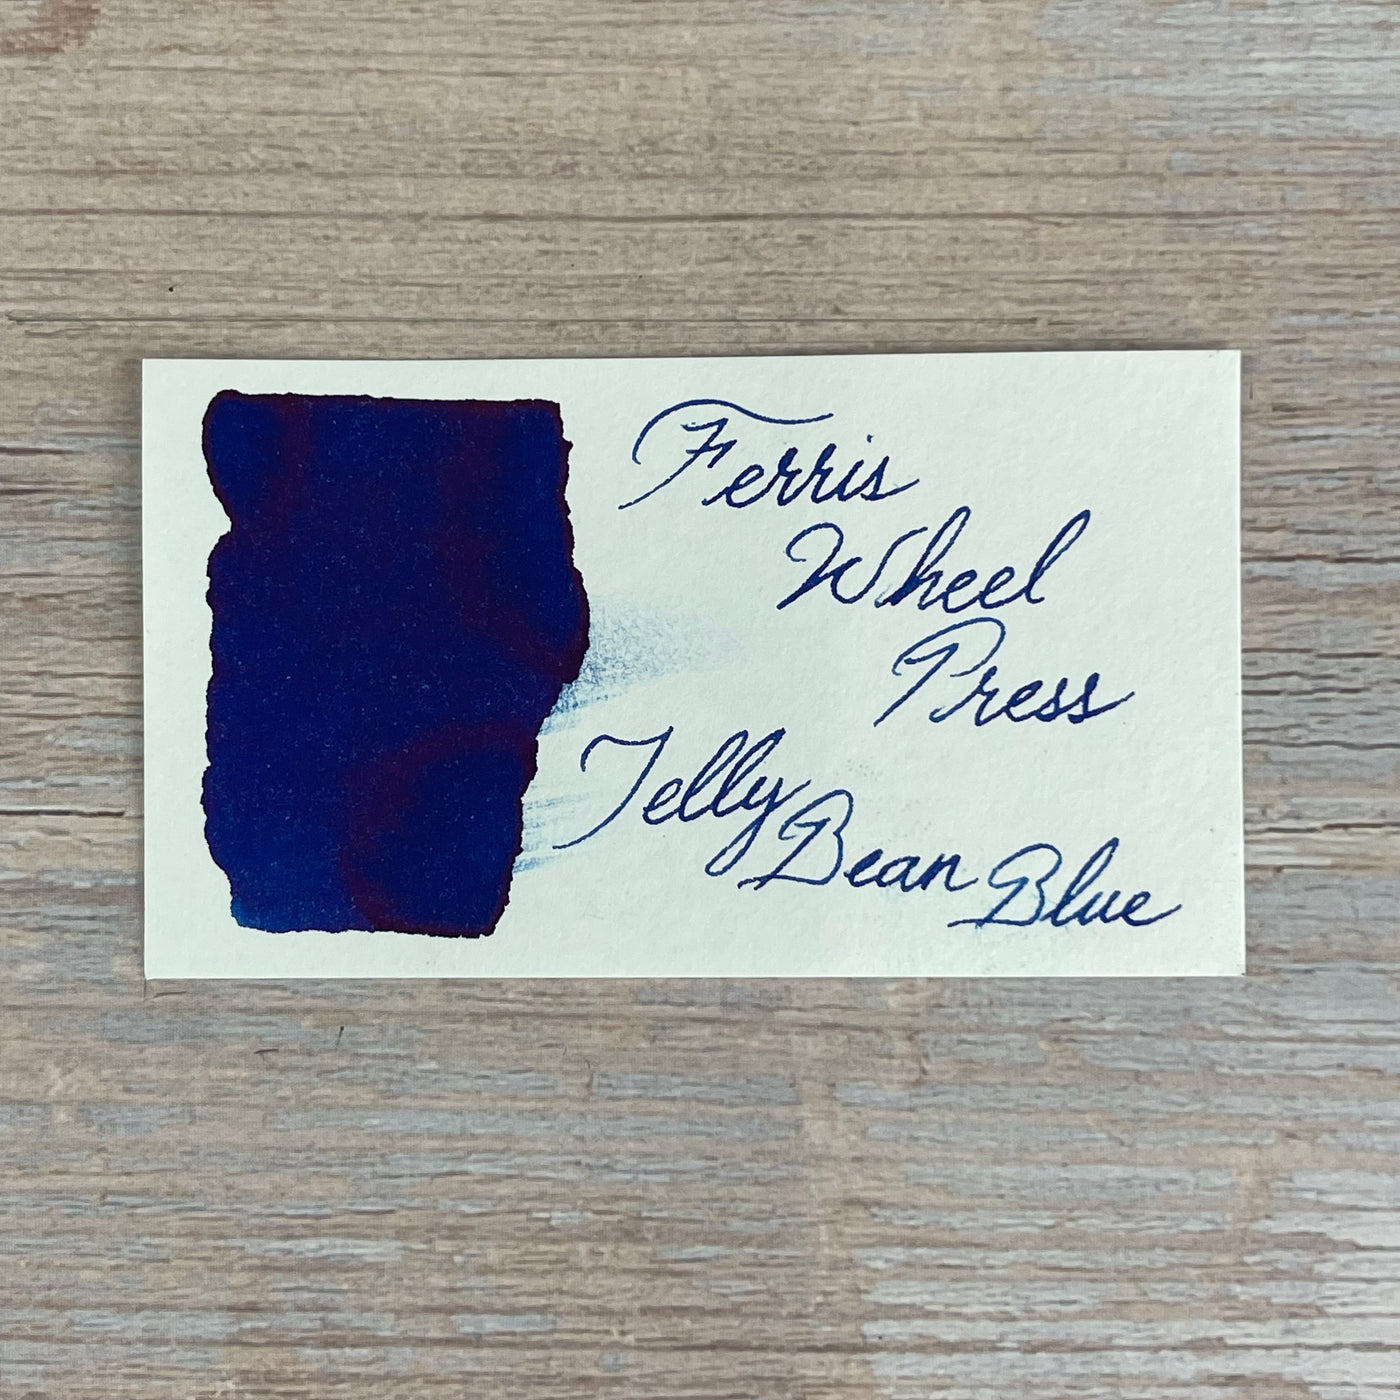 Ferris
Wheel
Press
Jelly
Bean
Blue